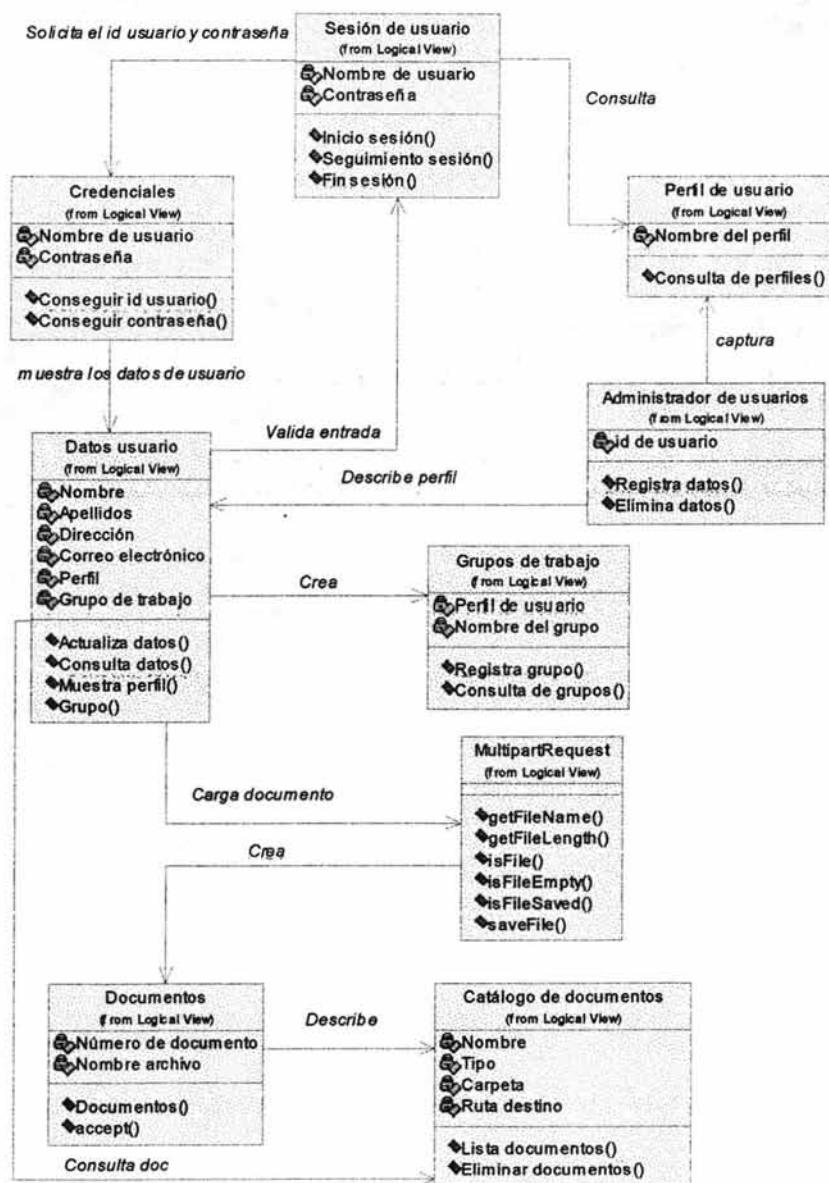 Solicita el id usuario y contraseña
Sesión de usuario
(from Logical View)
Nombre de usuario
Contraseña
Inicio sesión()
Seguimiento sesión()
Fin sesión()
Consulta
Credenciales
(from Logical View)
Nombre de usuario
Contraseña
Conseguir id usuario()
Conseguir contraseña()
Perfil de usuario
(from Logical View)
Nombre del perfil
Consulta de perfiles()
captura
muestra los datos de usuario
Administrador de usuarios
(from Logical View)
id de usuario
Registra datos()
Elimina datos()
Valida entrada
Describe perfil
Datos usuario
(from Logical View)
Nombre
Apellidos
Dirección
Correo electrónico
Perfil
Grupo de trabajo
Actualiza datos()
Consulta datos()
Muestra perfil()
Grupo()
Crea
Grupos de trabajo
(from Logical View)
Perfil de usuario
Nombre del grupo
Registra grupo()
Consulta de grupos()
Carga documento
MultipartRequest
(from Logical View)
getFileName()
getFileLength()
isFile()
isFileEmpty()
isFileSaved()
saveFile()
Crea
Documentos
(from Logical View)
Número de documento
Nombre archivo
Documentos()
accept()
Describe
Catálogo de documentos
(from Logical View)
Nombre
Tipo
Carpeta
Ruta destino
Lista documentos()
Eliminar documentos()
Consulta doc